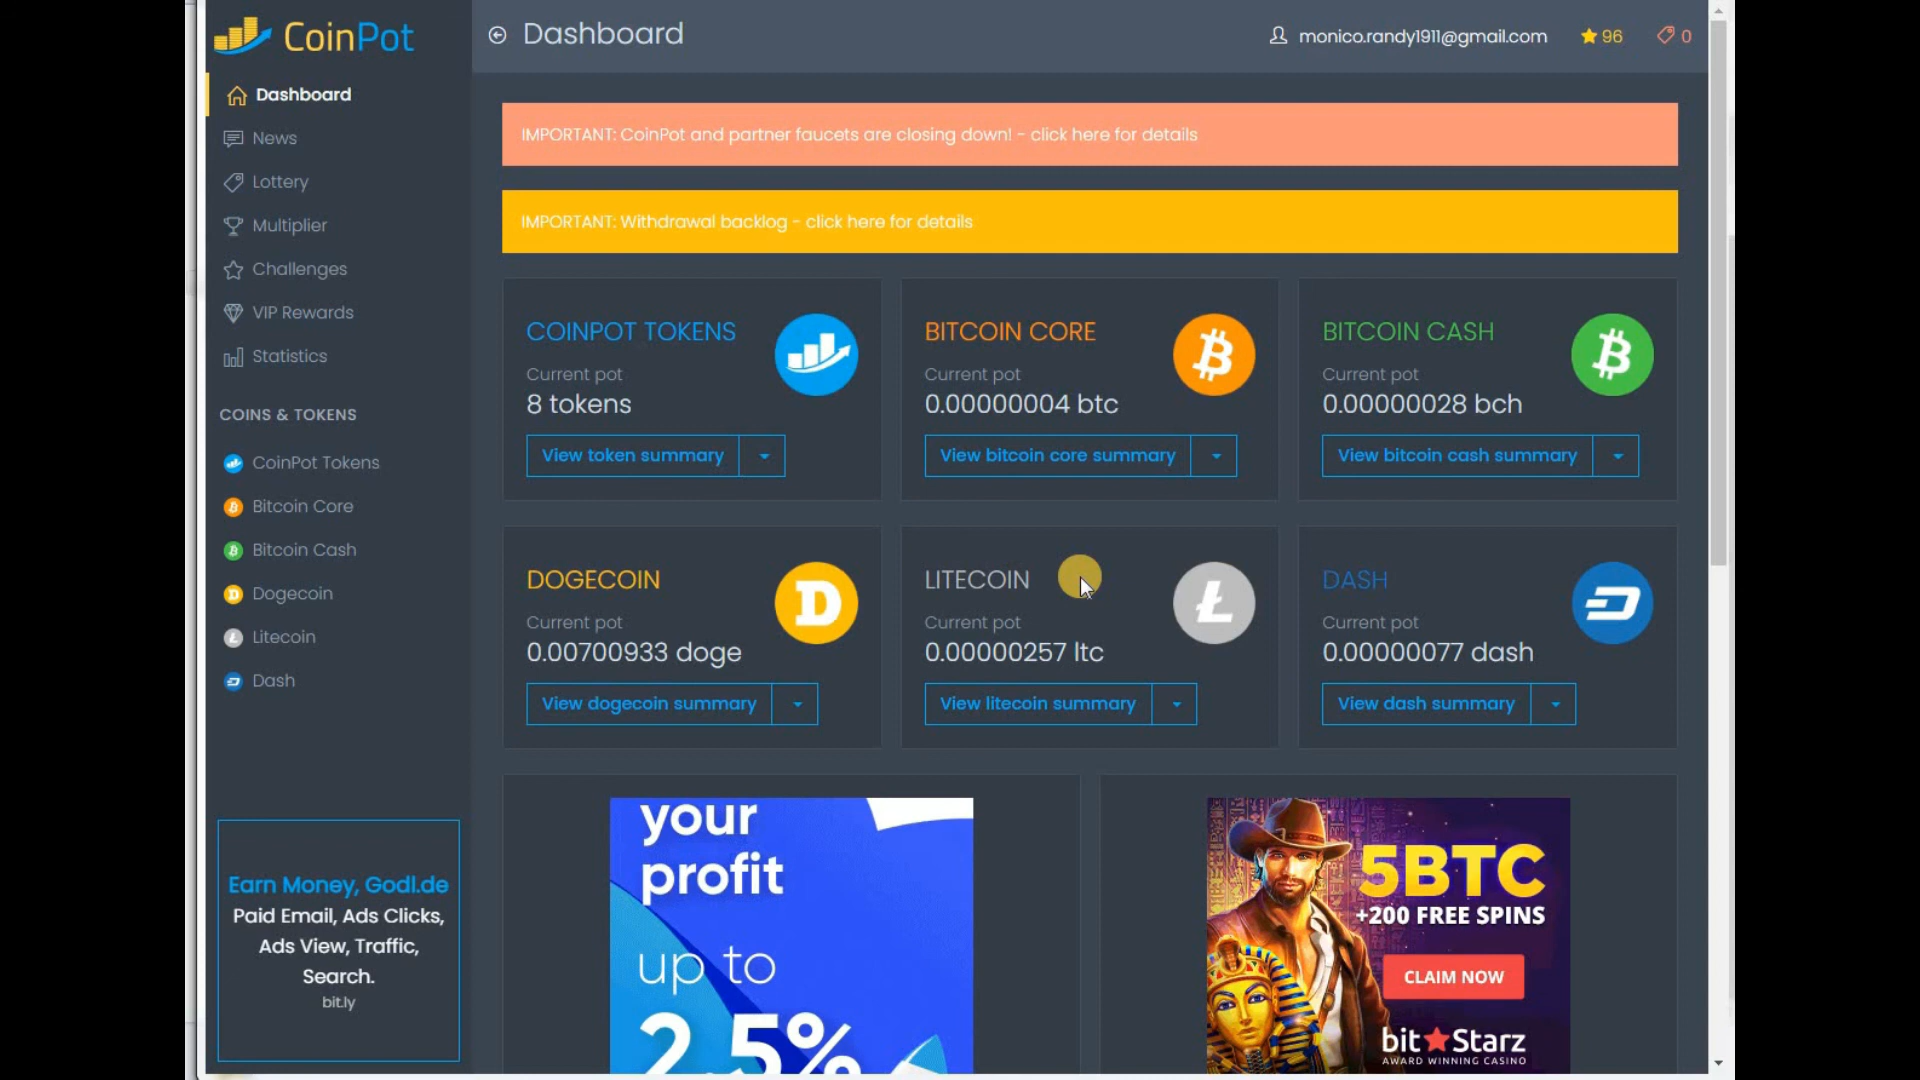 CoinPot
Dashboard
monico.randy1911@gmail.com
96
0
Dashboard
News
Lottery
Multiplier
Challenges
VIP Rewards
Statistics
COINS & TOKENS
CoinPot Tokens
Bitcoin Core
Bitcoin Cash
Dogecoin
Litecoin
Dash
Earn Money, Godl.de
Paid Email, Ads Clicks,
Ads View, Traffic,
Search.
bit.ly
IMPORTANT: CoinPot and partner faucets are closing down! - click here for details
IMPORTANT: Withdrawal backlog - click here for details
COINPOT TOKENS
Current pot
8 tokens
View token summary
BITCOIN CORE
Current pot
0.00000004 btc
View bitcoin core summary
BITCOIN CASH
Current pot
0.00000028 bch
View bitcoin cash summary
DOGECOIN
Current pot
0.00700933 doge
View dogecoin summary
LITECOIN
Current pot
0.00000257 ltc
View litecoin summary
DASH
Current pot
0.00000077 dash
View dash summary
your
profit
up to
2.5%
5BTC
+200 FREE SPINS
CLAIM NOW
bitStarz
AWARD WINNING CASINO